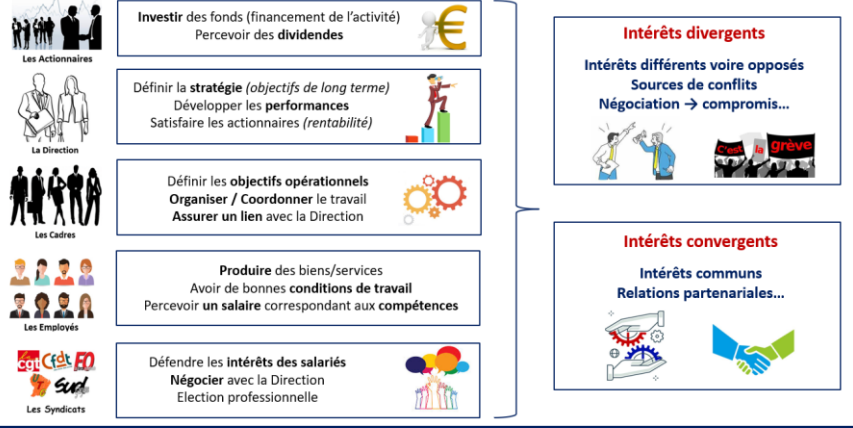 Les Actionnaires
Investir des fonds (financement de l’activité)
Percevoir des dividendes
La Direction
Définir la stratégie (objectifs de long terme)
Développer les performances
Satisfaire les actionnaires (rentabilité)
Les Cadres
Définir les objectifs opérationnels
Organiser / Coordonner le travail
Assurer un lien avec la Direction
Les Employés
Produire des biens/services
Avoir de bonnes conditions de travail
Percevoir un salaire correspondant aux compétences
cgt Cfdt FO
Sud
Les Syndicats
Défendre les intérêts des salariés
Négocier avec la Direction
Election professionnelle
Intérêts divergents
Intérêts différents voire opposés
Sources de conflits
Négociation → compromis…
C'est la grève
Intérêts convergents
Intérêts communs
Relations partenariales…